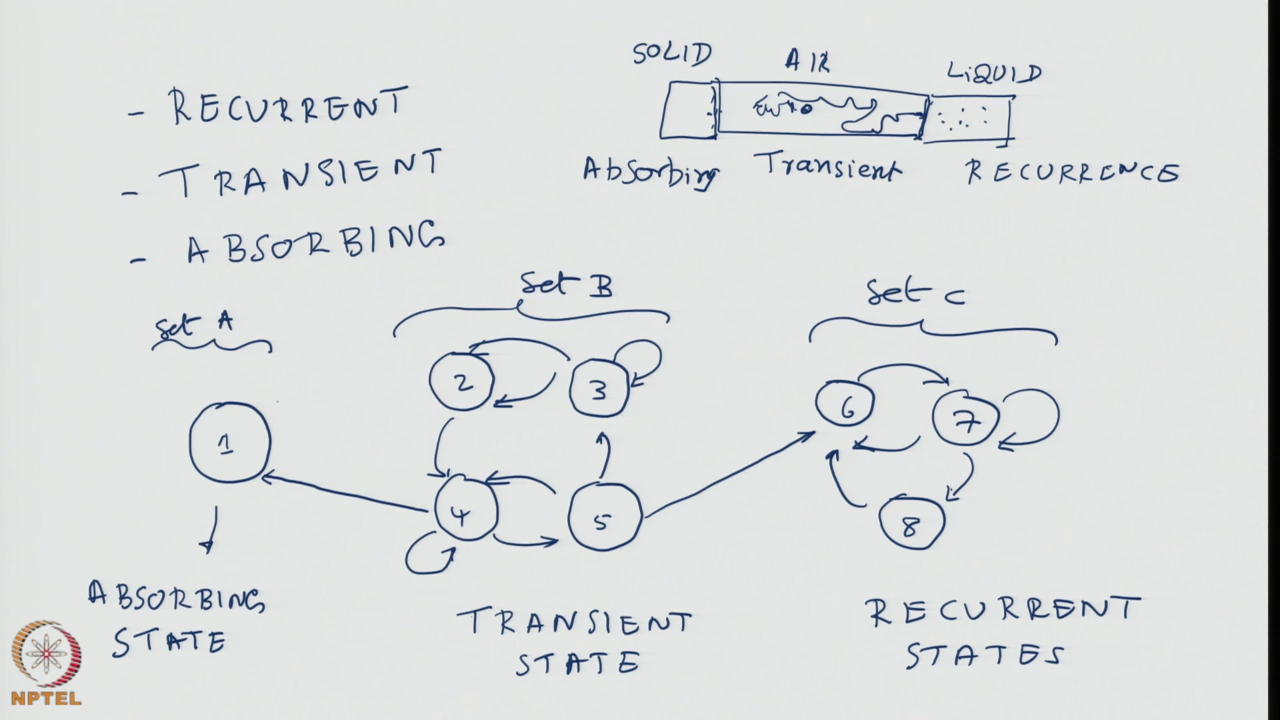 - RECURRENT
- TRANSIENT
- ABSORBING
SOLID
AIR
LIQUID
Absorbing
Transient
RECURRENCE
Set A
Set B
Set C
1
2
3
4
5
6
7
8
ABSORBING
STATE
TRANSIENT
STATE
RECURRENT
STATES
NPTEL